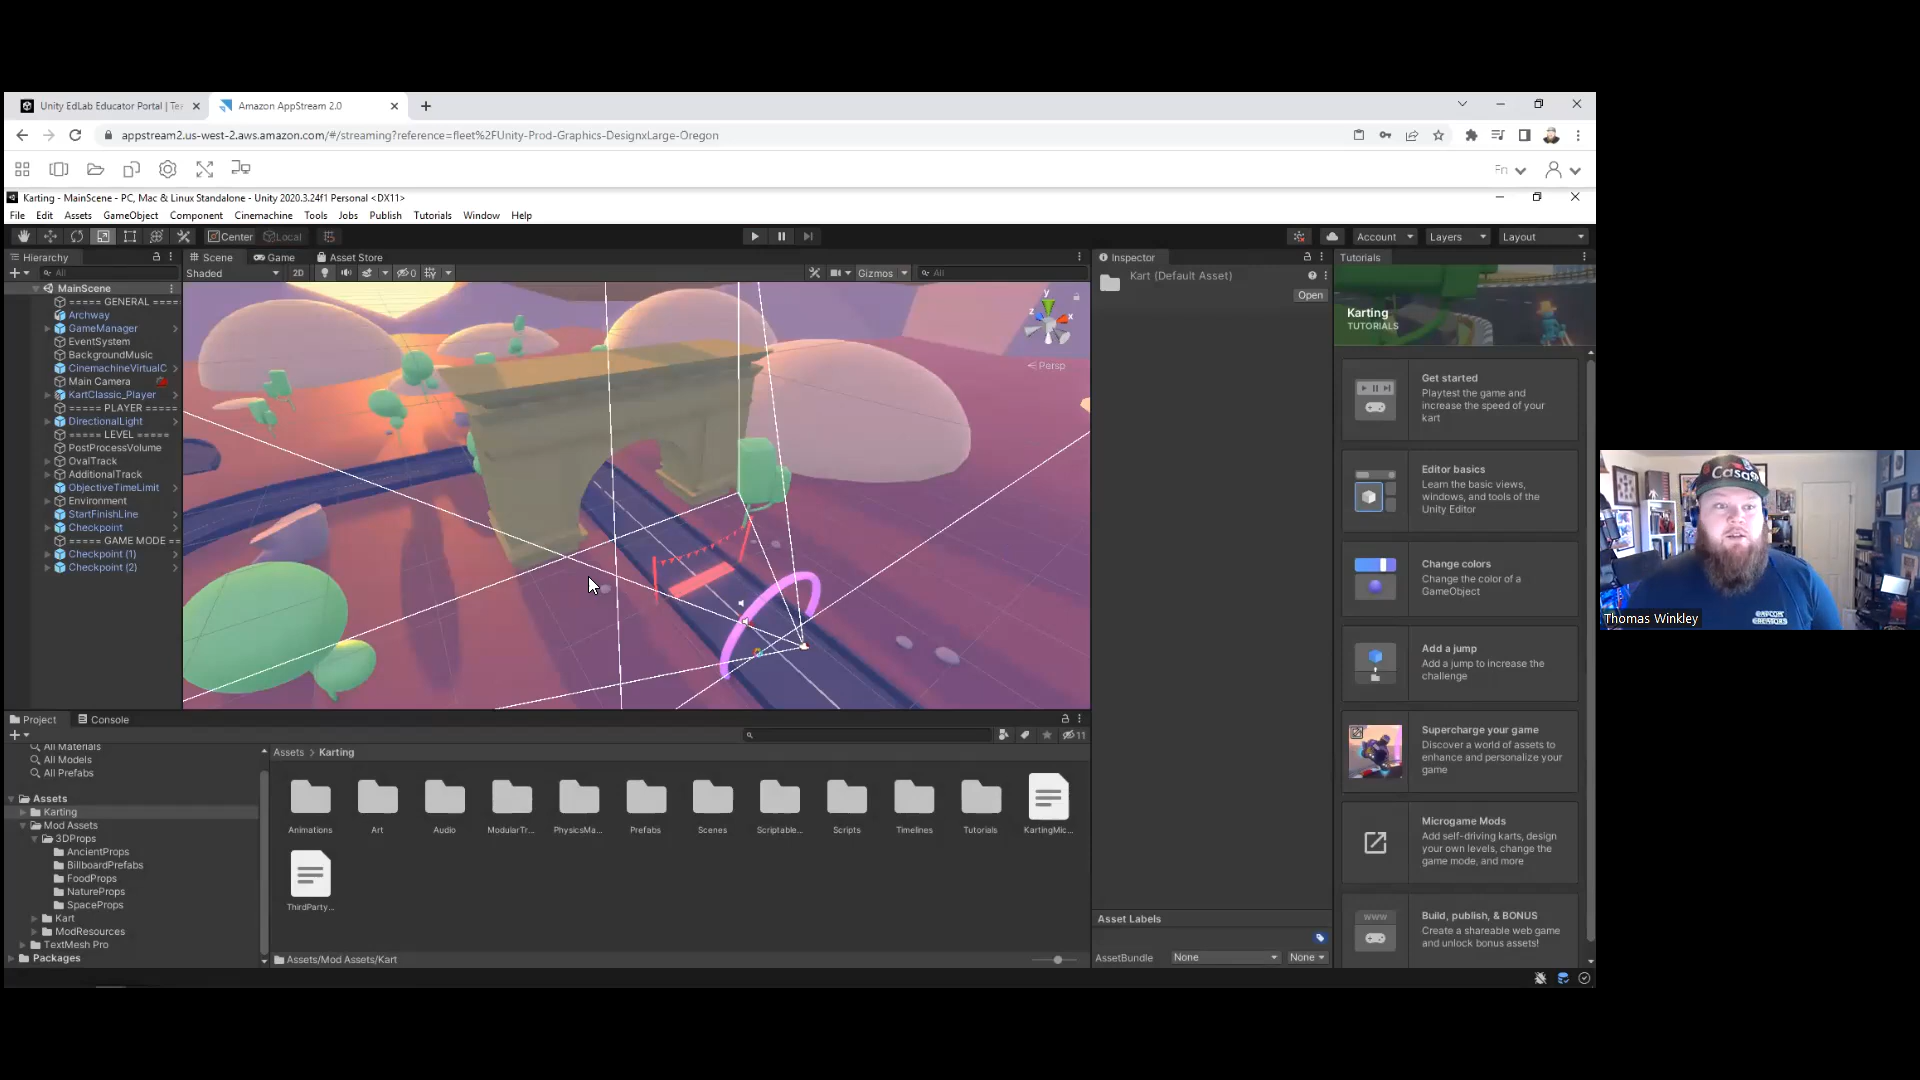 Unity EdLab Educator Portal | Te
Amazon AppStream 2.0
appstream2.us-west-2.aws.amazon.com/#/streaming?reference=fleet%2FUnity-Prod-Graphics-DesignxLarge-Oregon
En
Karting - MainScene - PC, Mac & Linux Standalone - Unity 2020.3.24f1 Personal <DX11>
File Edit Assets GameObject Component Cinemachine Tools Jobs Publish Tutorials Window Help
Center Local
Account Layers Layout
Hierarchy
All
MainScene
===== GENERAL ====
Archway
GameManager
EventSystem
BackgroundMusic
CinemachineVirtualC
Main Camera
KartClassic_Player
===== PLAYER =====
DirectionalLight
===== LEVEL =====
PostProcessVolume
OvalTrack
AdditionalTrack
ObjectiveTimeLimit
Environment
StartFinishLine
Checkpoint
===== GAME MODE ==
Checkpoint (1)
Checkpoint (2)
Scene Game Asset Store
Shaded 2D 0 Gizmos All
y
z
x
Persp
Inspector
Kart (Default Asset)
Open
Asset Labels
AssetBundle None None
Tutorials
Karting
TUTORIALS
Get started
Playtest the game and
increase the speed of your
kart
Editor basics
Learn the basic views,
windows, and tools of the
Unity Editor
Change colors
Change the color of a
GameObject
Add a jump
Add a jump to increase the
challenge
Supercharge your game
Discover a world of assets to
enhance and personalize your
game
Microgame Mods
Add self-driving karts, design
your own levels, change the
game mode, and more
www
Build, publish, & BONUS
Create a shareable web game
and unlock bonus assets!
Project Console
11
All Materials
All Models
All Prefabs
Assets
Karting
Mod Assets
3DProps
AncientProps
BillboardPrefabs
FoodProps
NatureProps
SpaceProps
Kart
ModResources
TextMesh Pro
Packages
Assets > Karting
Animations Art Audio ModularTr... PhysicsMa... Prefabs Scenes Scriptable... Scripts Timelines Tutorials KartingMic...
ThirdParty...
Assets/Mod Assets/Kart
CAPCOM
CREATORS
Thomas Winkley